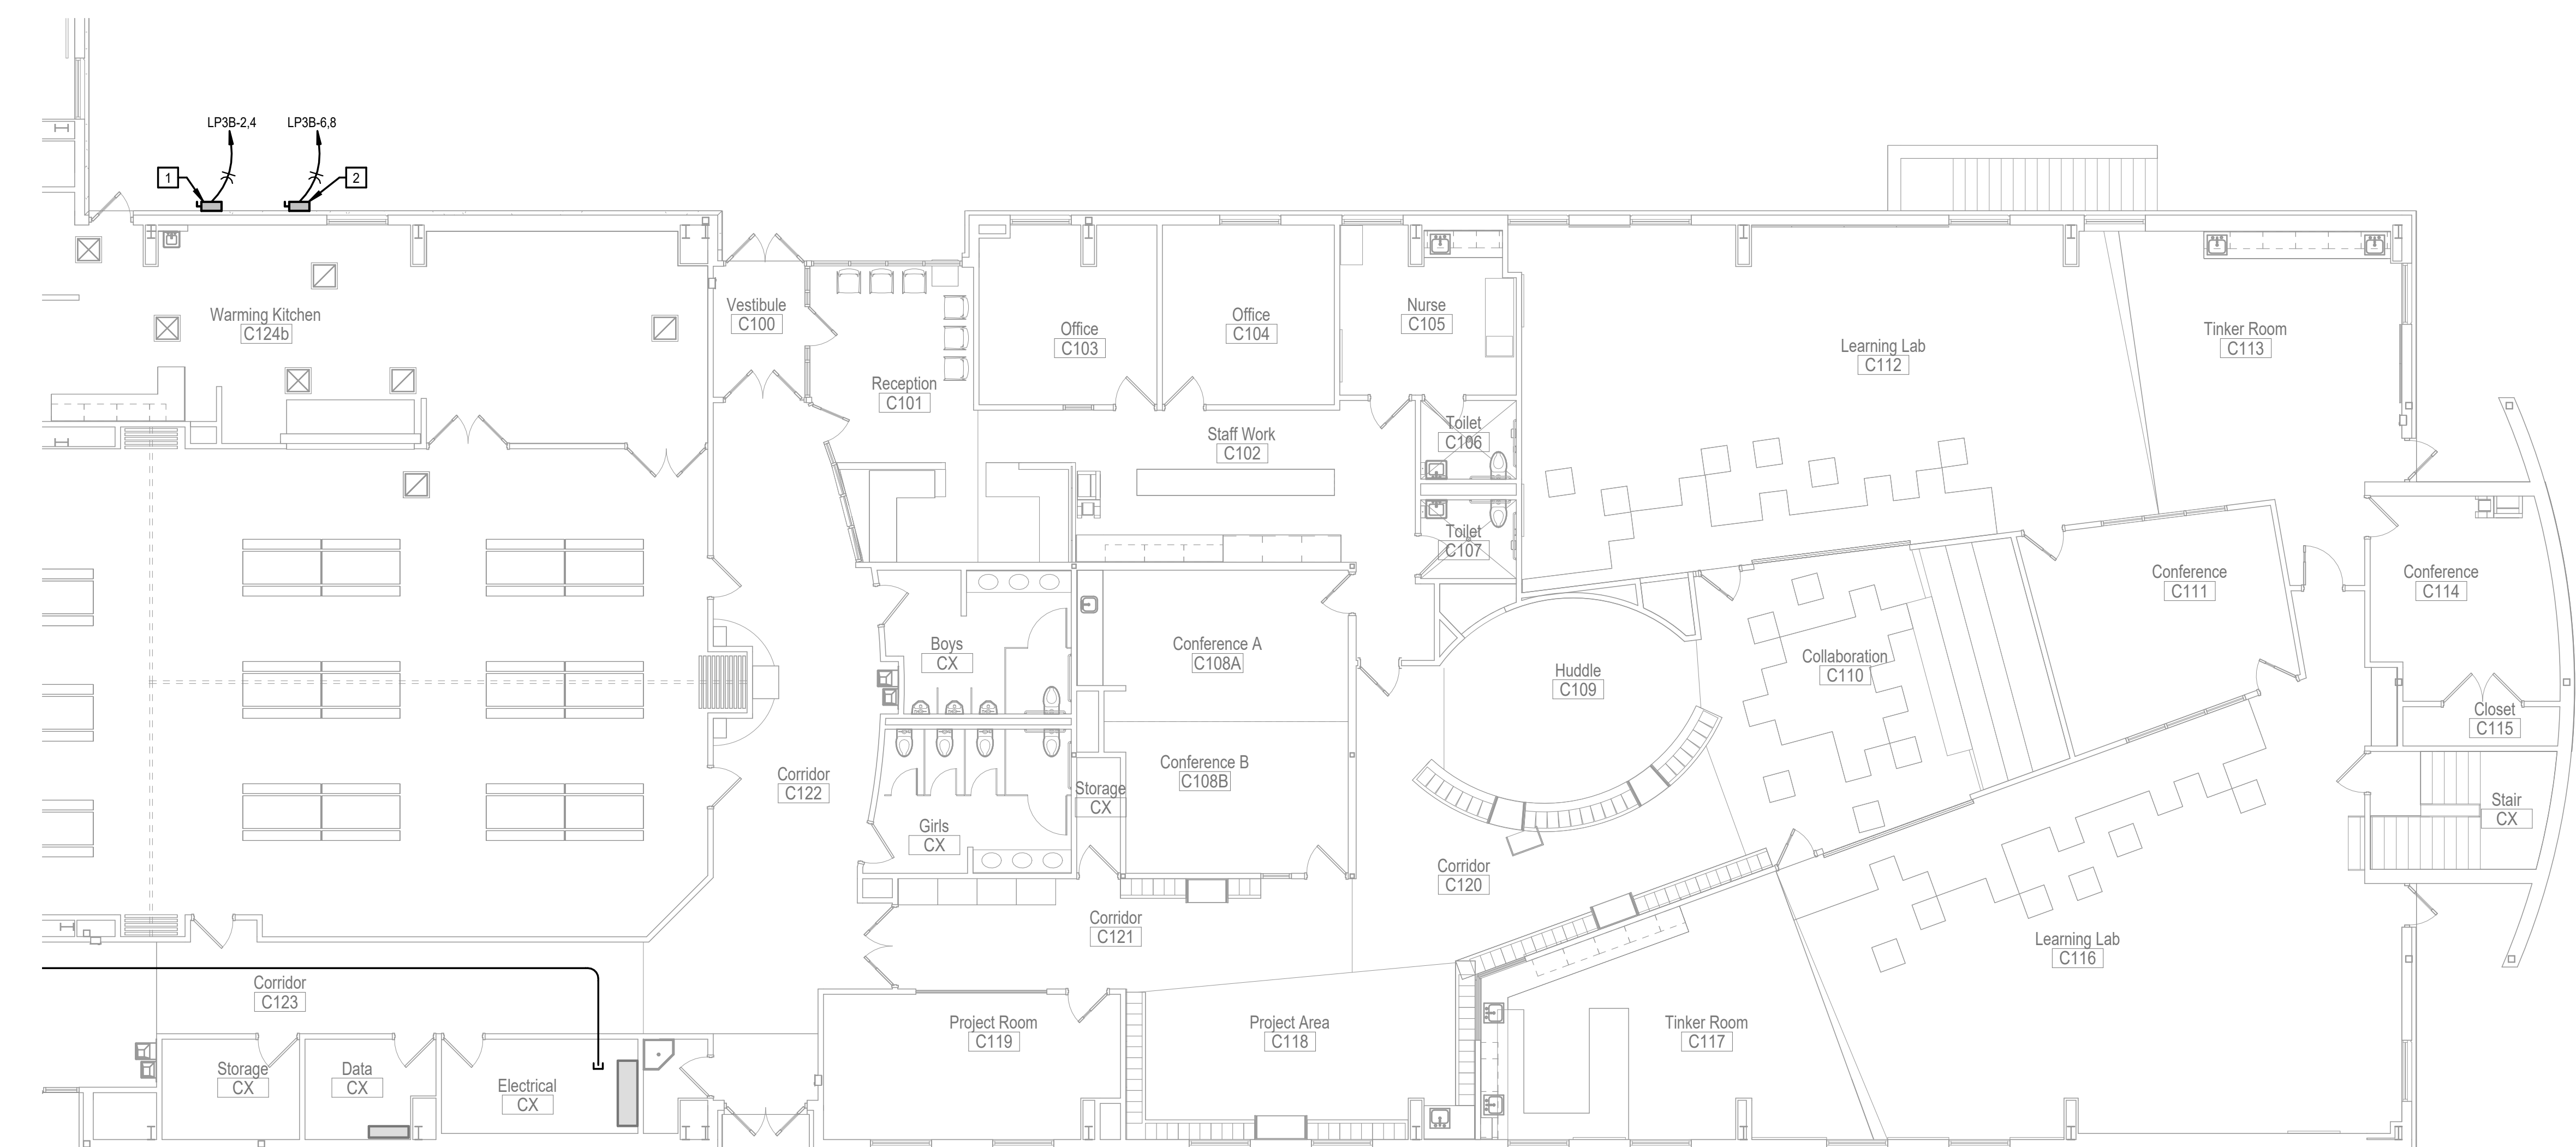 LP3B-2,4
LP3B-6,8
1
2
Warming Kitchen
C124b
Vestibule
C100
Reception
C101
Office
C103
Office
C104
Nurse
C105
Learning Lab
C112
Tinker Room
C113
Toilet
C106
Staff Work
C102
Toilet
C107
Conference
C111
Conference
C114
Boys
CX
Conference A
C108A
Huddle
C109
Collaboration
C110
Closet
C115
Corridor
C122
Conference B
C108B
Storage
CX
Girls
CX
Stair
CX
Corridor
C120
Corridor
C121
Learning Lab
C116
Corridor
C123
Project Room
C119
Project Area
C118
Tinker Room
C117
Storage
CX
Data
CX
Electrical
CX